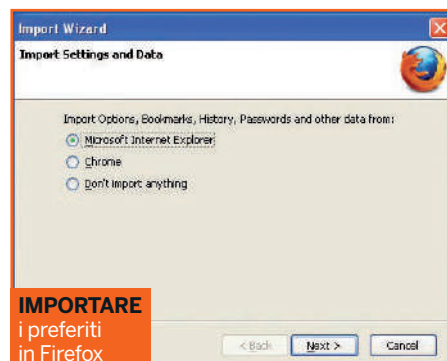 Import Wizard
Import Settings and Data
Import Options, Bookmarks, History, Passwords and other data from:
Microsoft Internet Explorer
Chrome
Don't import anything
IMPORTARE
i preferiti
in Firefox
< Back
Next >
Cancel